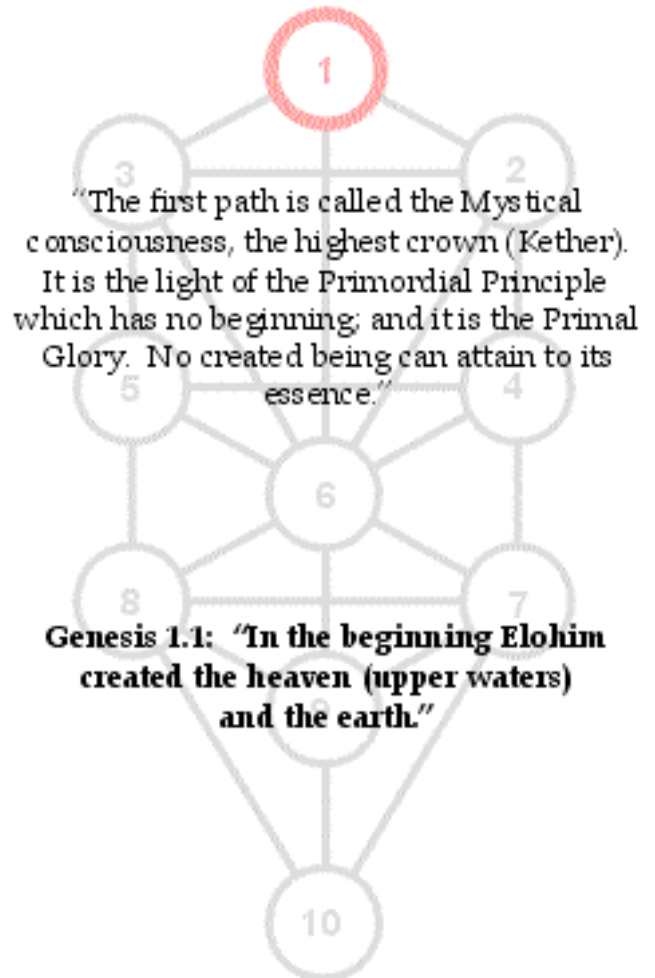 1
3
2
“The first path is called the Mystical
consciousness, the highest crown (Kether).
It is the light of the Primordial Principle
which has no beginning; and it is the Primal
Glory.  No created being can attain to its
essence.”
5
4
6
8
7
Genesis 1.1:  “In the beginning Elohim
created the heaven (upper waters)
and the earth.”
9
10